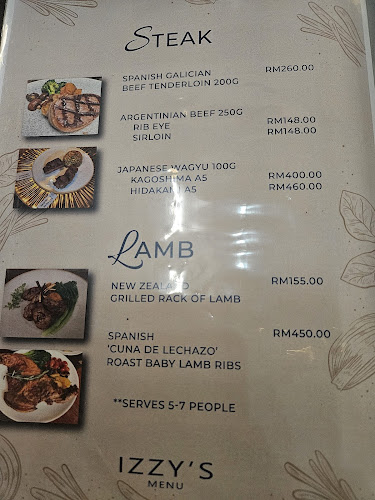 STEAK
SPANISH GALICIAN RM260.00
BEEF TENDERLOIN 200G
ARGENTINIAN BEEF 250G
RIB EYE RM148.00
SIRLOIN RM148.00
JAPANESE WAGYU 100G
KAGOSHIMA A5 RM400.00
HIDAKAMI A5 RM460.00
LAMB
NEW ZEALAND RM155.00
GRILLED RACK OF LAMB
SPANISH RM450.00
'CUNA DE LECHAZO'
ROAST BABY LAMB RIBS
**SERVES 5-7 PEOPLE
IZZY'S
MENU